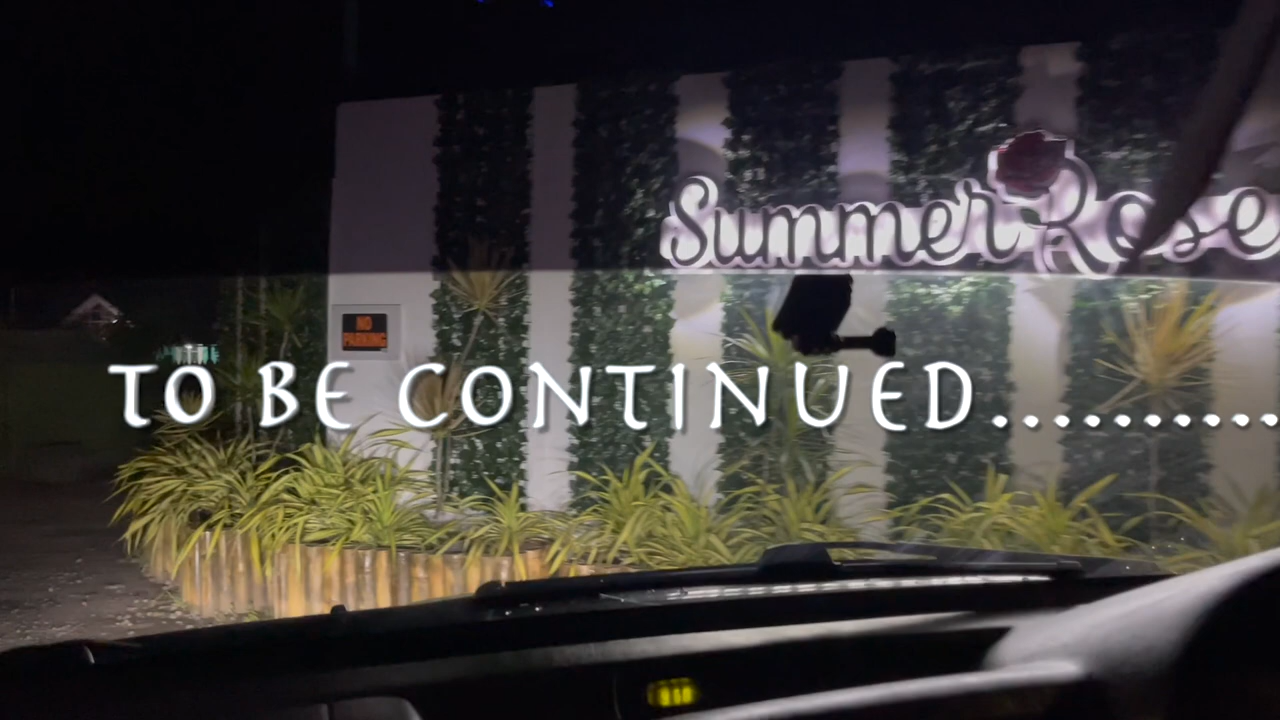 Summer Rose
NO
PARKING
TO BE CONTINUED...........